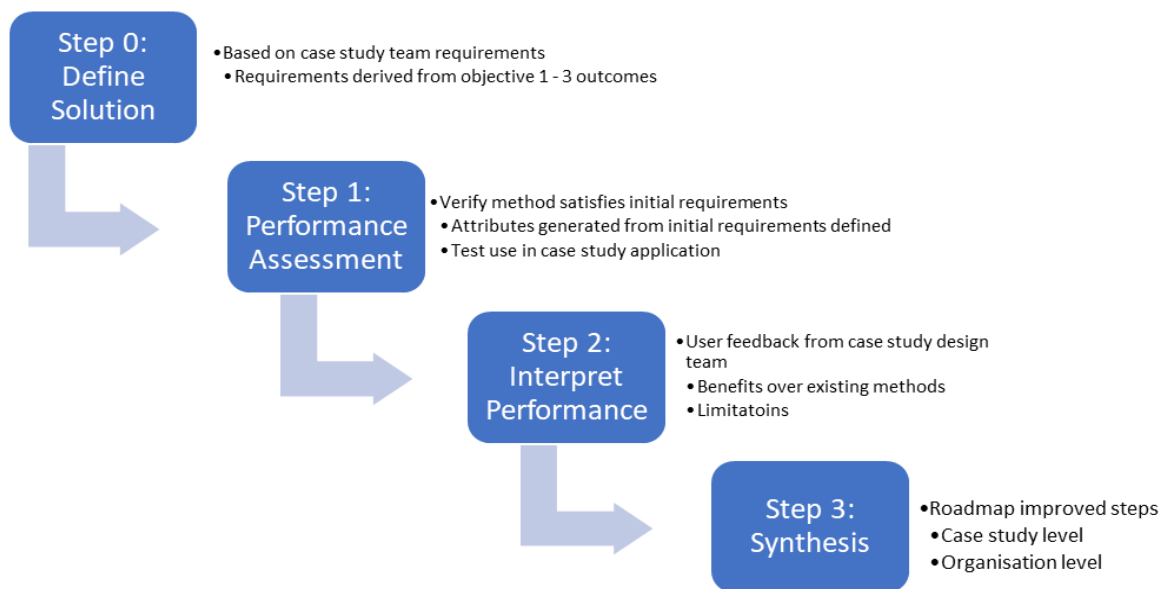 Step 0:
Define
Solution
•Based on case study team requirements
•Requirements derived from objective 1 - 3 outcomes
Step 1:
Performance
Assessment
•Verify method satisfies initial requirements
•Attributes generated from initial requirements defined
•Test use in case study application
Step 2:
Interpret
Performance
•User feedback from case study design
team
•Benefits over existing methods
•Limitatoins
Step 3:
Synthesis
•Roadmap improved steps
•Case study level
•Organisation level